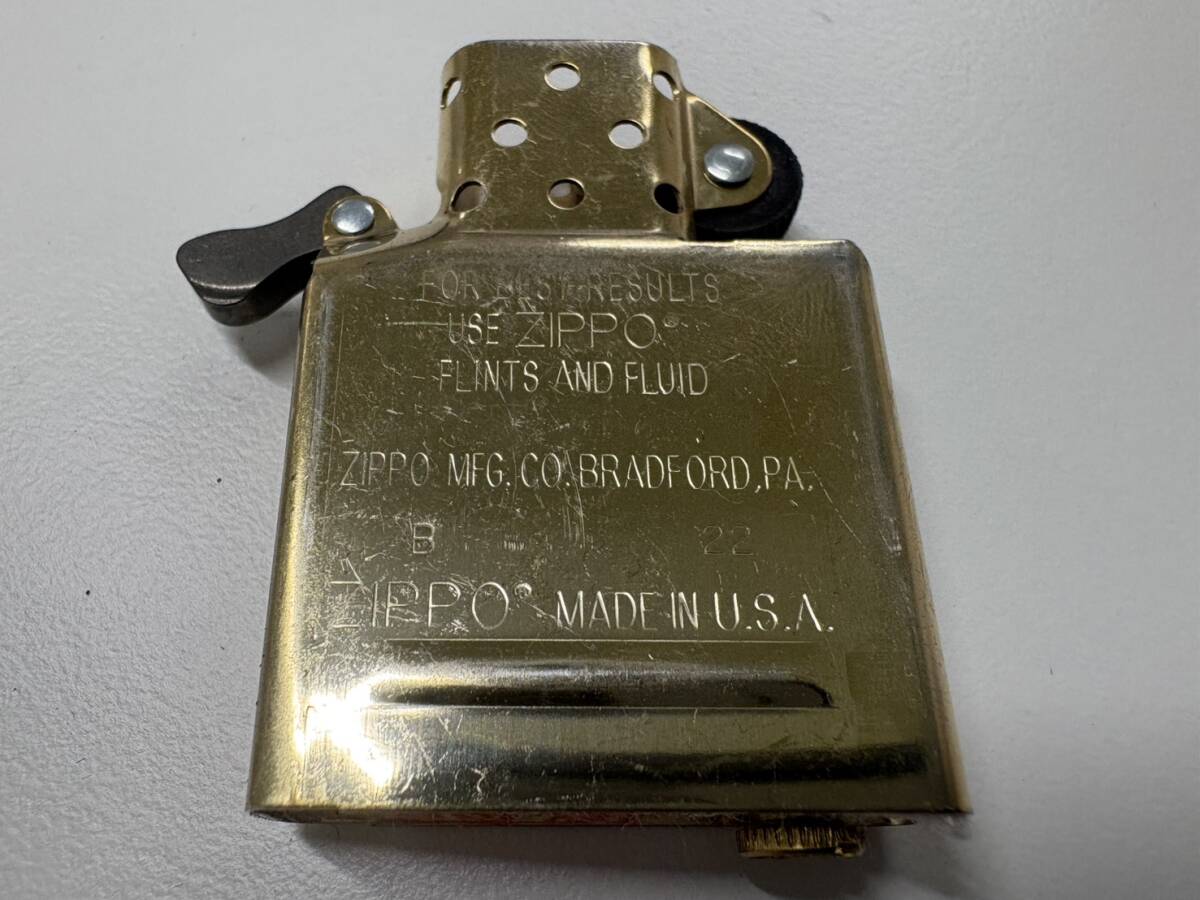 FOR BEST RESULTS
USE ZIPPO®
FLINTS AND FLUID
ZIPPO MFG. CO. BRADFORD, PA.
B 22
ZIPPO® MADE IN U.S.A.